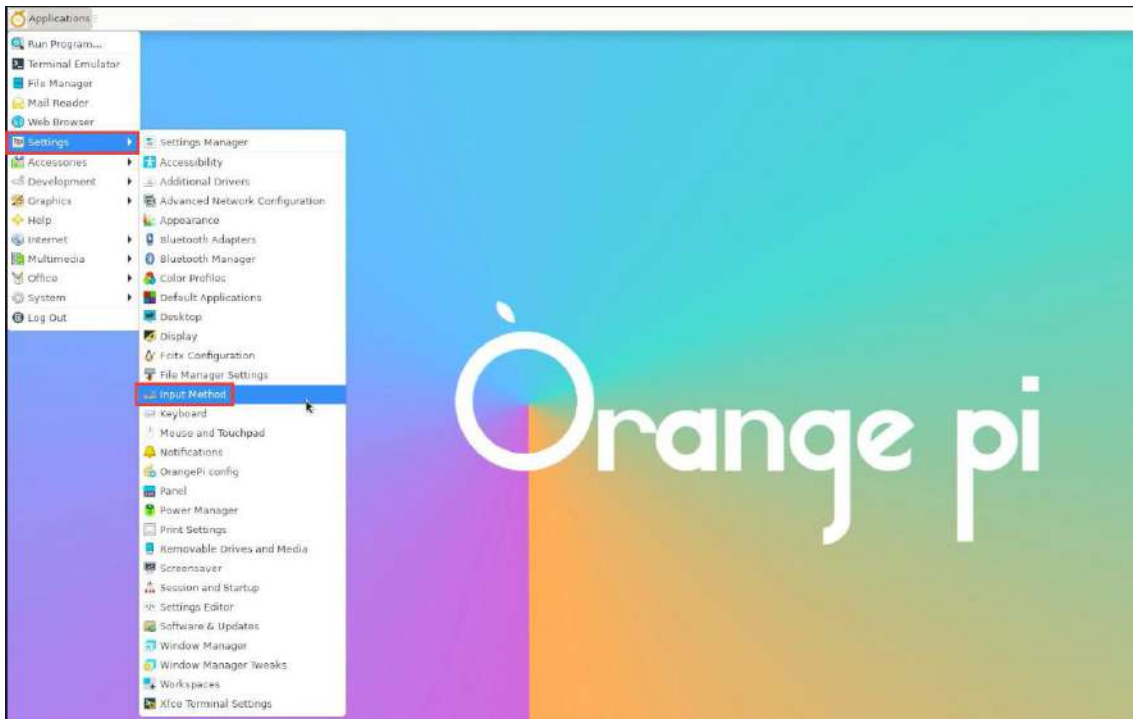 Applications
Run Program...
Terminal Emulator
File Manager
Mail Reader
Web Browser
Settings
Accessories
Development
Graphics
Help
Internet
Multimedia
Office
System
Log Out
Settings Manager
Accessibility
Additional Drivers
Advanced Network Configuration
Appearance
Bluetooth Adapters
Bluetooth Manager
Color Profiles
Default Applications
Desktop
Display
Fcitx Configuration
File Manager Settings
Input Method
Keyboard
Mouse and Touchpad
Notifications
OrangePi config
Panel
Power Manager
Print Settings
Removable Drives and Media
Screensaver
Session and Startup
Settings Editor
Software & Updates
Window Manager
Window Manager Tweaks
Workspaces
Xfce Terminal Settings
Orange pi